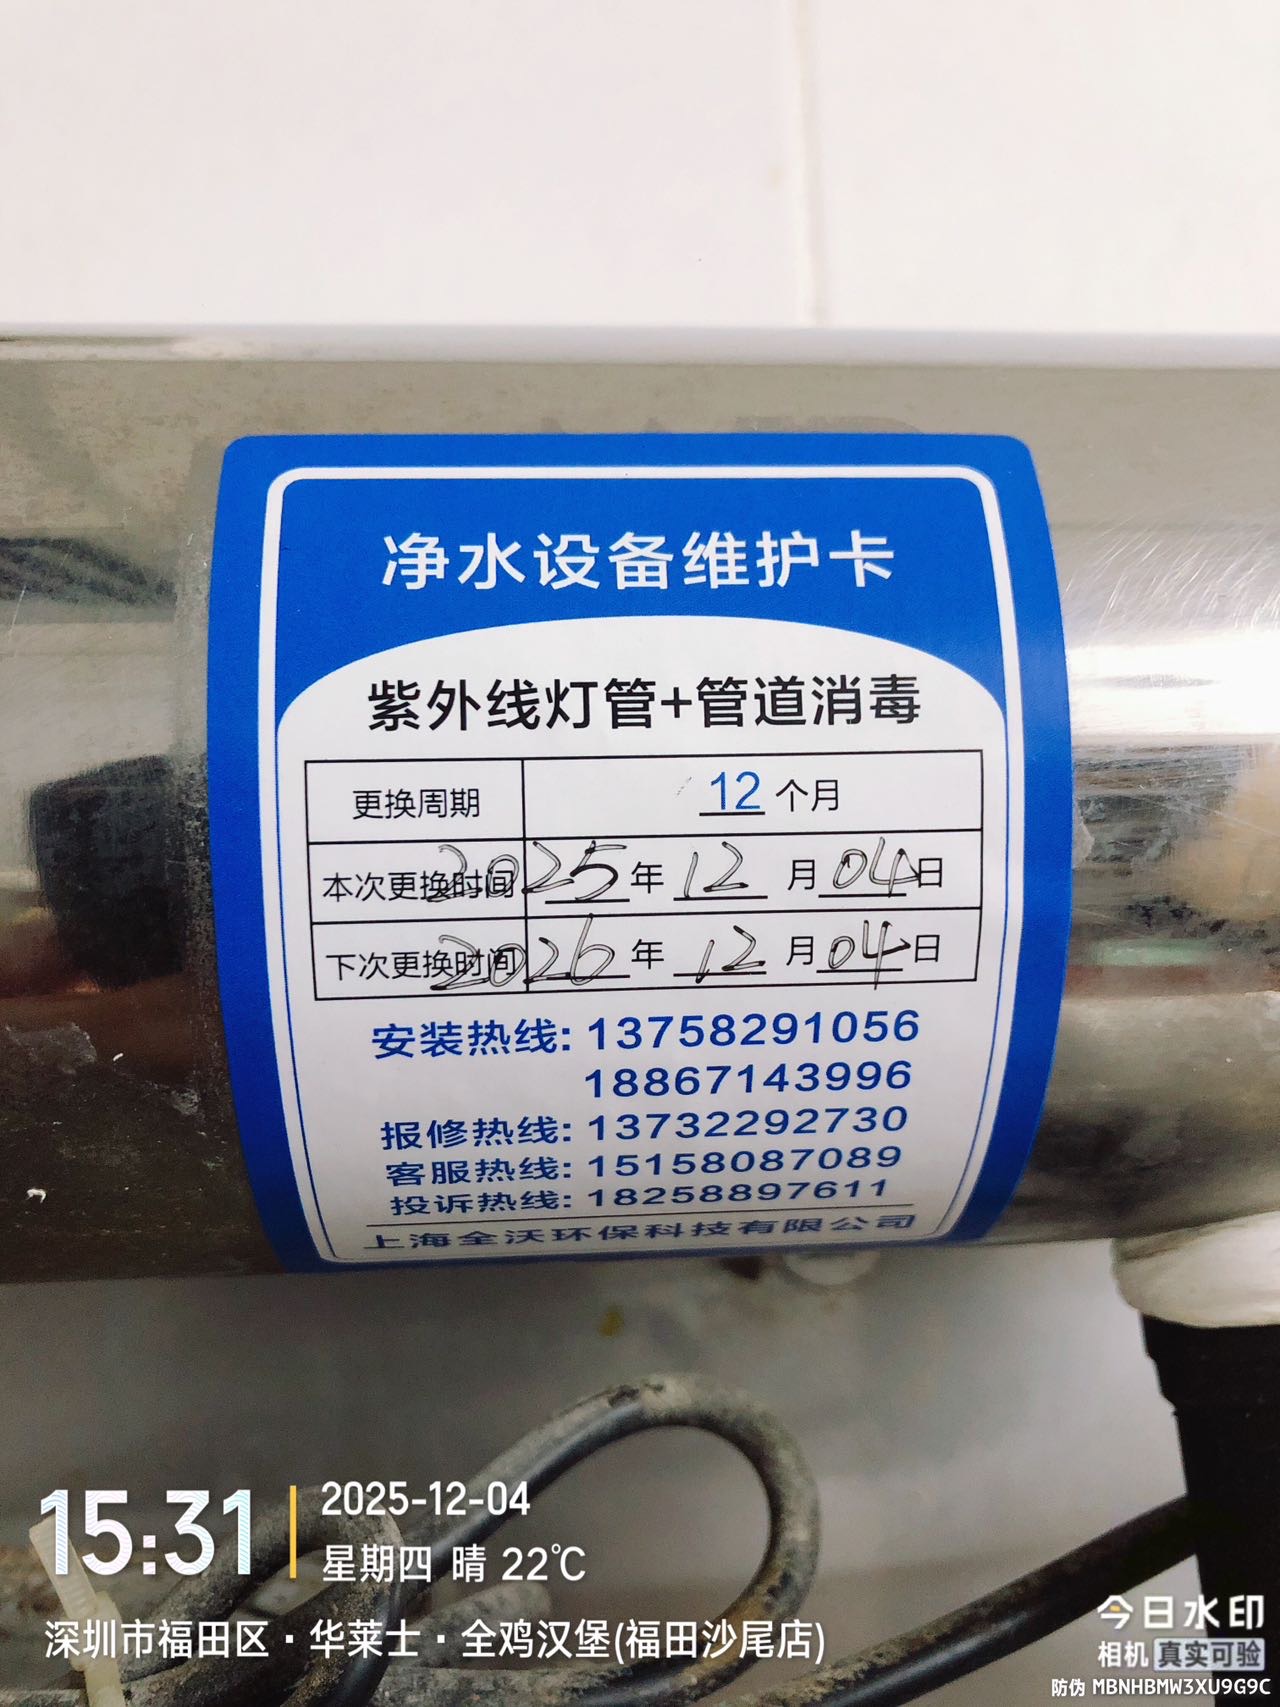 净水设备维护卡
紫外线灯管+管道消毒
更换周期 12 个月
本次更换时间 2025 年 12 月 04 日
下次更换时间 2026 年 12 月 04 日
安装热线: 13758291056
18867143996
报修热线: 13732292730
客服热线: 15158087089
投诉热线: 18258897611
上海全沃环保科技有限公司
15:31
2025-12-04
星期四 晴 22℃
深圳市福田区·华莱士·全鸡汉堡(福田沙尾店)
今日水印
相机 真实可验
防伪 MBNHBMW3XU9G9C